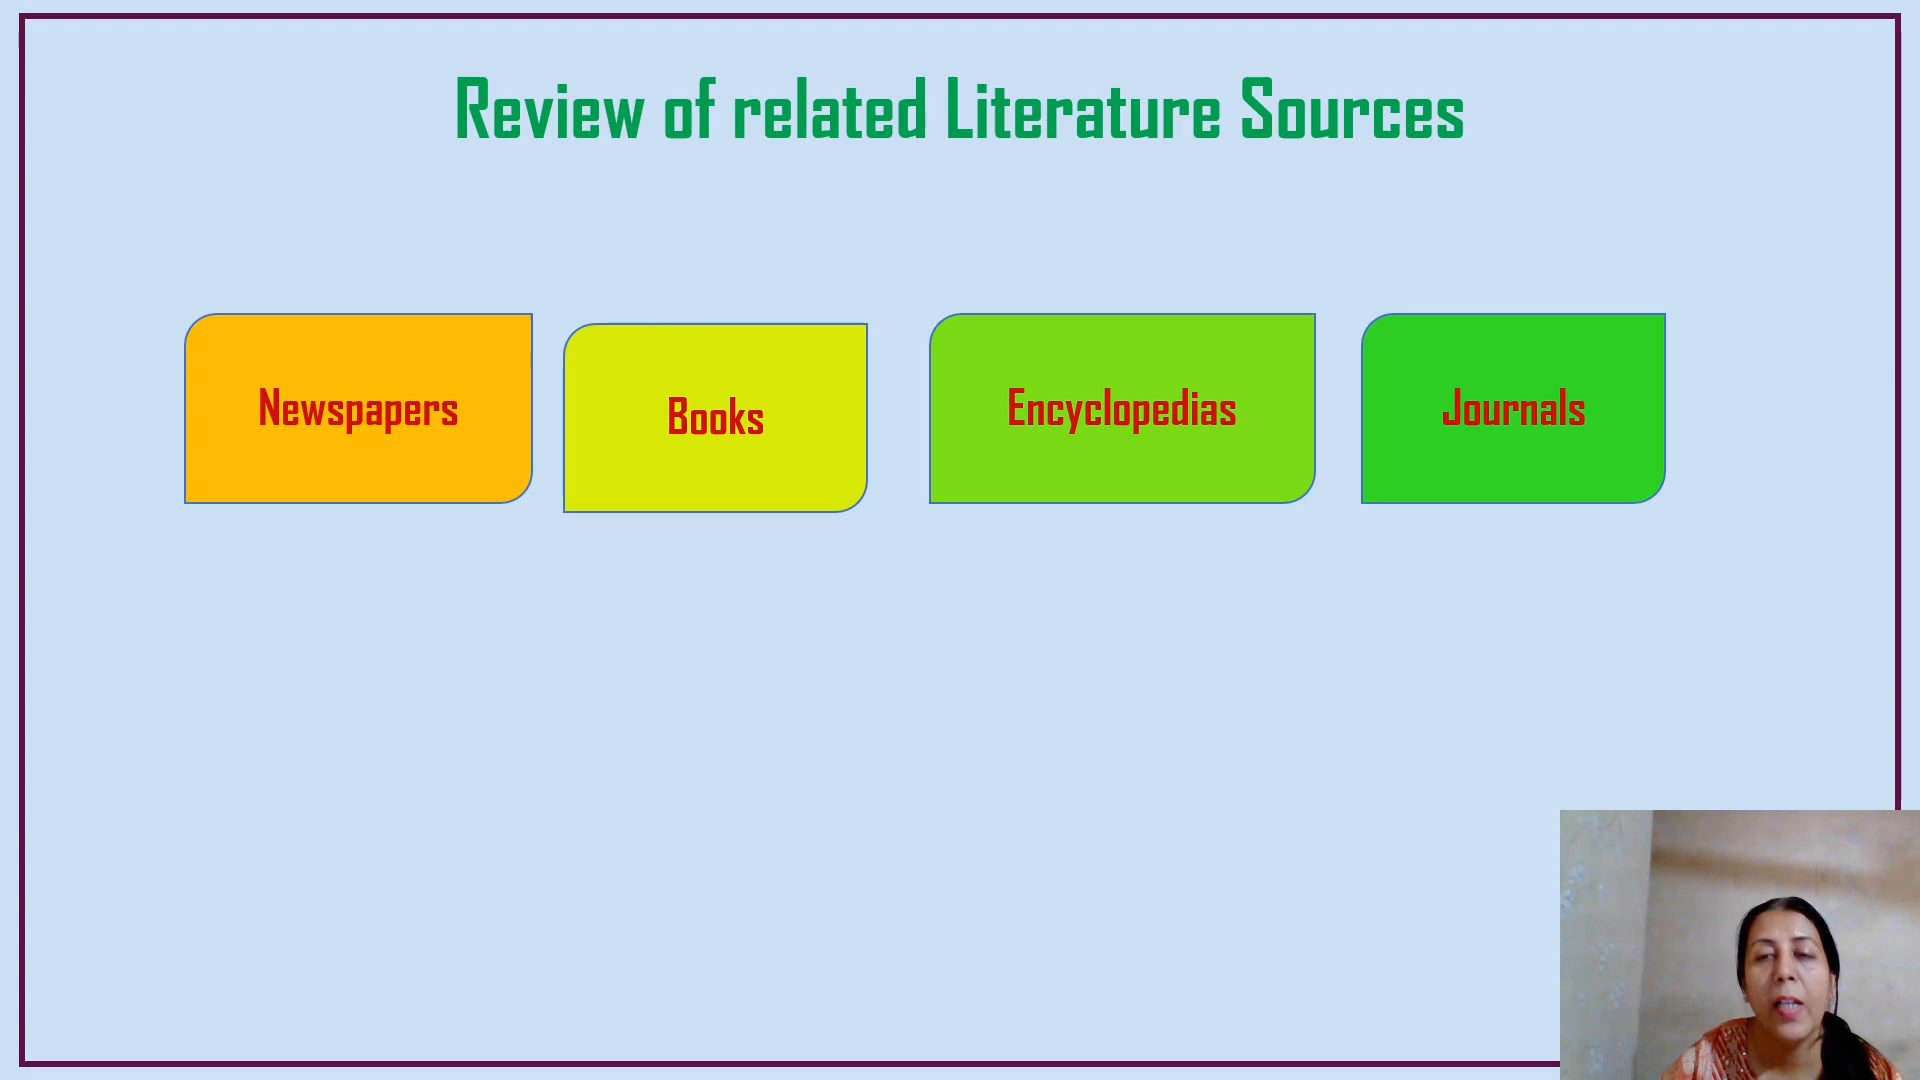 Review of related Literature Sources
Newspapers
Books
Encyclopedias
Journals